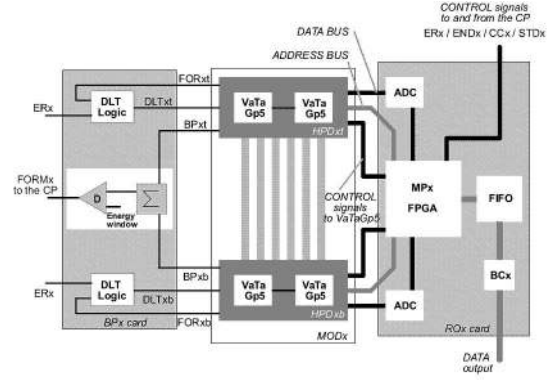 CONTROL signals
to and from the CP
ERx / ENDx / CCx / STDx
DATA BUS
ADDRESS BUS
FORxt
ERx
DLT
Logic
DLTxt
VaTa
Gp5
VaTa
Gp5
HPDxt
ADC
BPxt
FORMx
to the CP
D
Σ
Energy
window
CONTROL
signals
to VaTaGp5
MPx
FPGA
FIFO
BPxb
ERx
DLT
Logic
DLTxb
VaTa
Gp5
VaTa
Gp5
HPDxb
ADC
BCx
BPx card
FORxb
MODx
ROx card
DATA
output